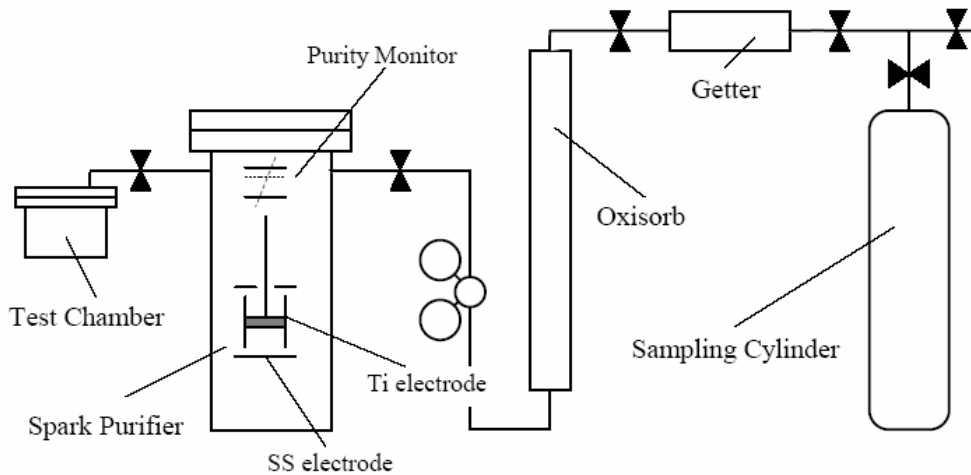 Purity Monitor
Getter
Oxisorb
Test Chamber
Sampling Cylinder
Ti electrode
Spark Purifier
SS electrode